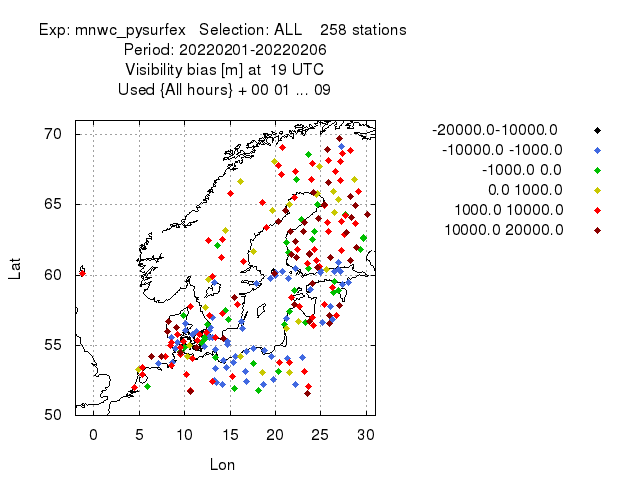 Exp: mnwc_pysurfex   Selection: ALL    258 stations
Period: 20220201-20220206
Visibility bias [m] at  19 UTC
Used {All hours} + 00 01 ... 09
-20000.0-10000.0
-10000.0 -1000.0
-1000.0 0.0
0.0 1000.0
1000.0 10000.0
10000.0 20000.0
Lat
70
65
60
55
50
0 5 10 15 20 25 30
Lon